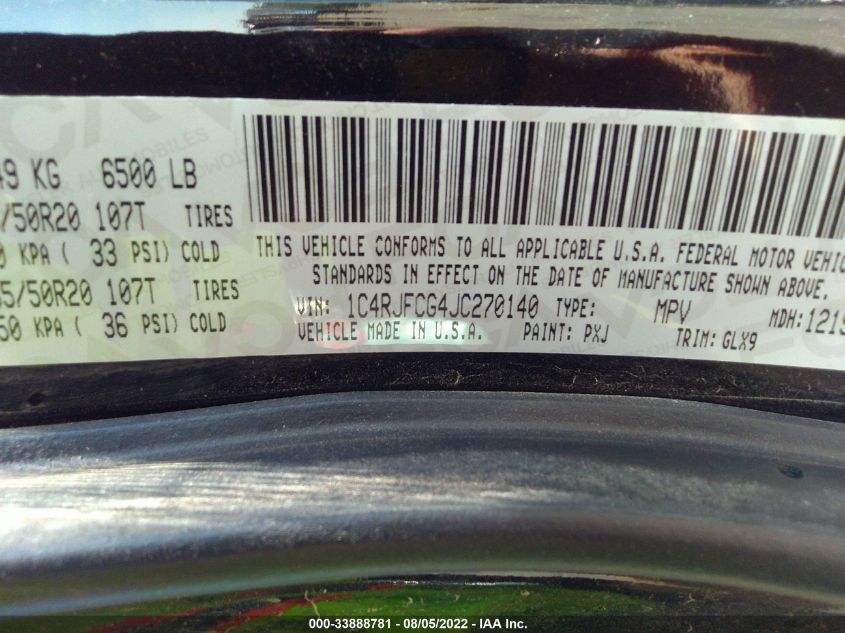 49 KG 6500 LB
/50R20 107T TIRES
0 KPA ( 33 PSI) COLD
55/50R20 107T TIRES
50 KPA ( 36 PSI) COLD
THIS VEHICLE CONFORMS TO ALL APPLICABLE U.S.A. FEDERAL MOTOR VEHIC
STANDARDS IN EFFECT ON THE DATE OF MANUFACTURE SHOWN ABOVE.
VIN: 1C4RJFCG4JC270140 TYPE: MPV MDH:1219
VEHICLE MADE IN U.S.A. PAINT: PXJ TRIM: GLX9
000-33888781 - 08/05/2022 - IAA Inc.